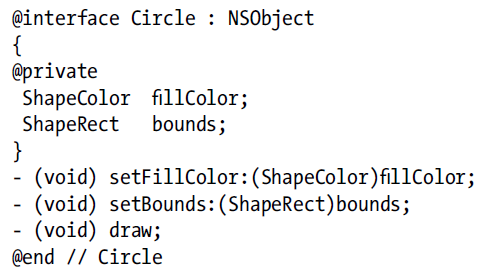 @interface Circle : NSObject
{
@private
 ShapeColor  fillColor;
 ShapeRect   bounds;
}
- (void) setFillColor:(ShapeColor)fillColor;
- (void) setBounds:(ShapeRect)bounds;
- (void) draw;
@end // Circle